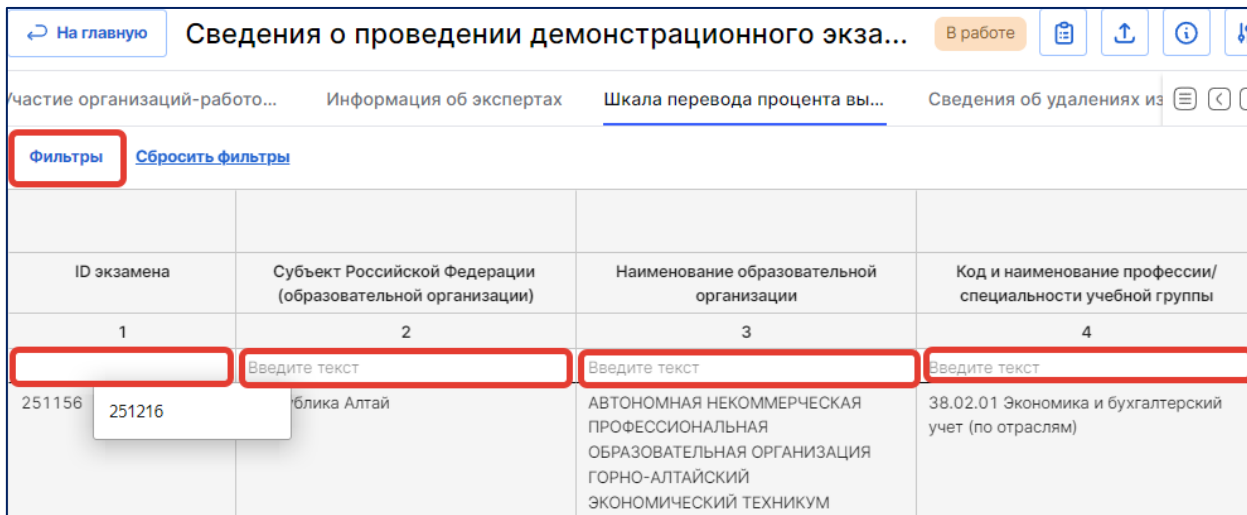 На главную
Сведения о проведении демонстрационного экза...
В работе
Участие организаций-работо...
Информация об экспертах
Шкала перевода процента вы...
Сведения об удалениях из
Фильтры
Сбросить фильтры
ID экзамена
Субъект Российской Федерации
(образовательной организации)
Наименование образовательной
организации
Код и наименование профессии/
специальности учебной группы
1
2
3
4
Введите текст
Введите текст
Введите текст
251156
251216
блика Алтай
АВТОНОМНАЯ НЕКОММЕРЧЕСКАЯ
ПРОФЕССИОНАЛЬНАЯ
ОБРАЗОВАТЕЛЬНАЯ ОРГАНИЗАЦИЯ
ГОРНО-АЛТАЙСКИЙ
ЭКОНОМИЧЕСКИЙ ТЕХНИКУМ
38.02.01 Экономика и бухгалтерский
учет (по отраслям)